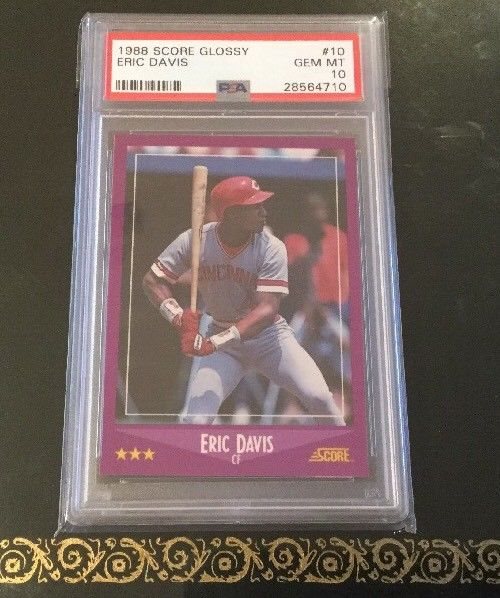 1988 SCORE GLOSSY #10
ERIC DAVIS GEM MT
10
PSA 28564710
CINCINNATI
C
ERIC DAVIS
CF
SCORE